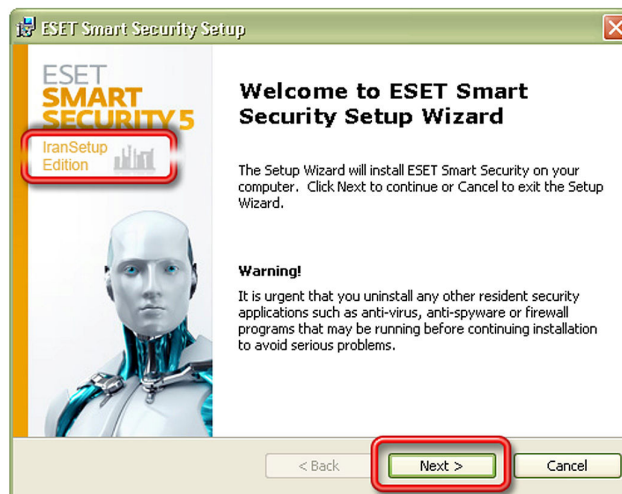 ESET Smart Security Setup
ESET
SMART
SECURITY 5
IranSetup
Edition
Welcome to ESET Smart
Security Setup Wizard
The Setup Wizard will install ESET Smart Security on your
computer. Click Next to continue or Cancel to exit the Setup
Wizard.
Warning!
It is urgent that you uninstall any other resident security
applications such as anti-virus, anti-spyware or firewall
programs that may be running before continuing installation
to avoid serious problems.
< Back
Next >
Cancel